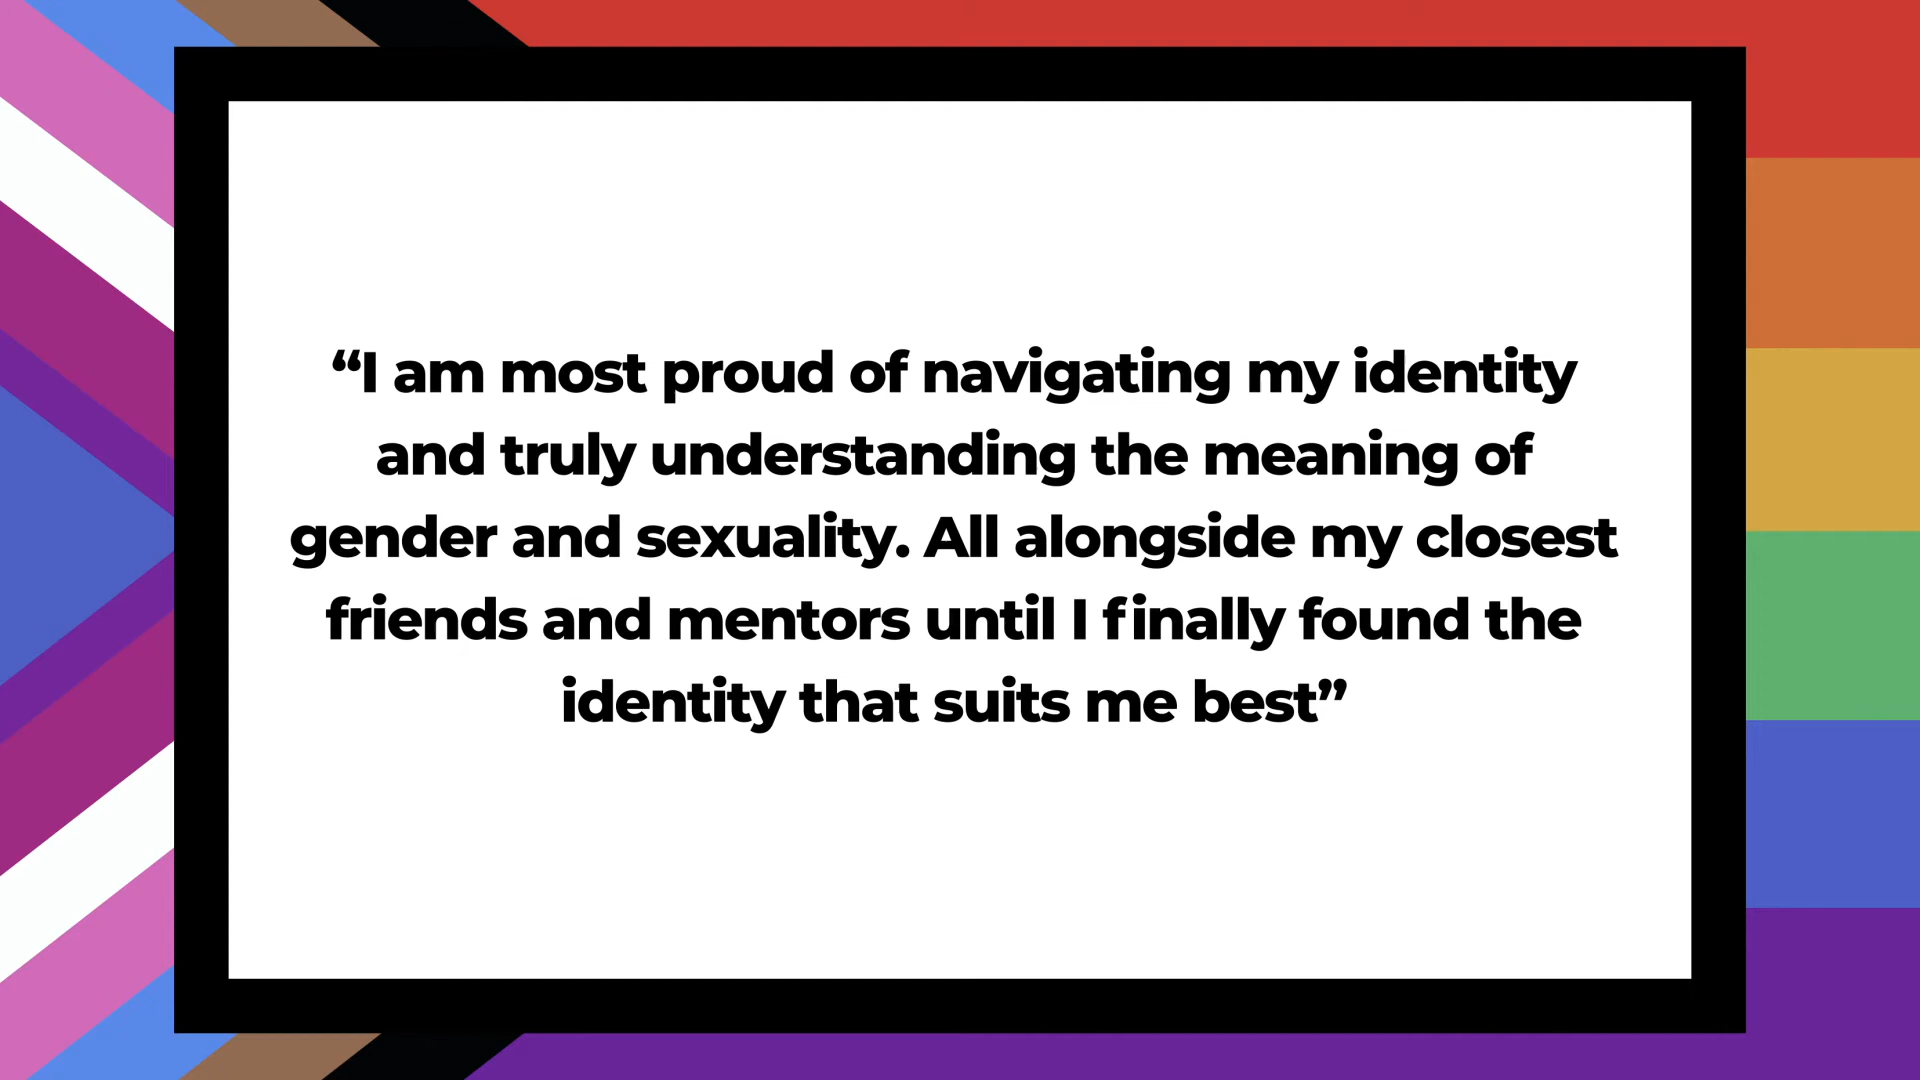 “I am most proud of navigating my identity
and truly understanding the meaning of
gender and sexuality. All alongside my closest
friends and mentors until I finally found the
identity that suits me best”